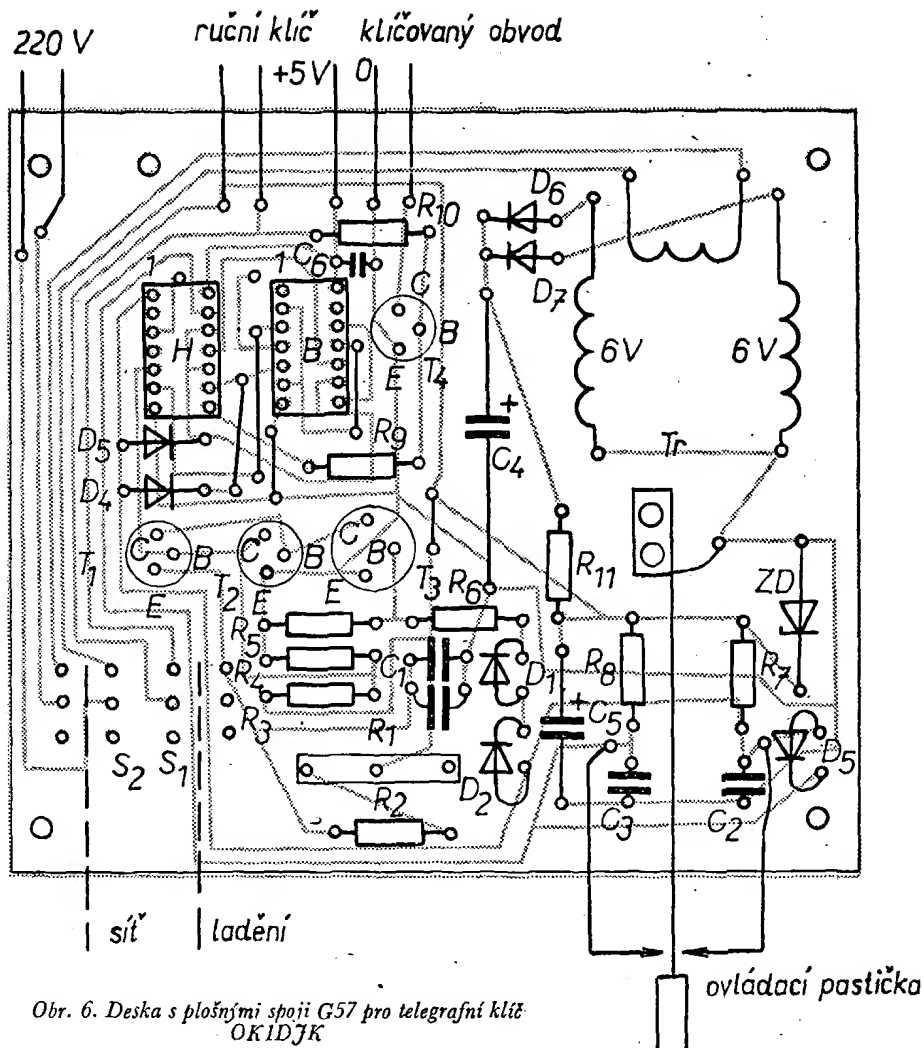 220 V
ruční klíč
klíčovaný obvod
+5V
0
D6
R10
C6
D7
1
1
C
H
B
B
6V
6V
E
T4
+
D5
R9
C4
Tr
D4
C
C
C
T1
B
B
B
R11
E
T2
E
E
T3
R6
ZD
R5
R8
R7
R4
C1
D1
+
R3
R1
C5
S2
S1
D2
D5
R2
C3
C2
síť
ladění
ovládací pastička
Obr. 6. Deska s plošnými spoji G57 pro telegrafní klíč
OK1DJK